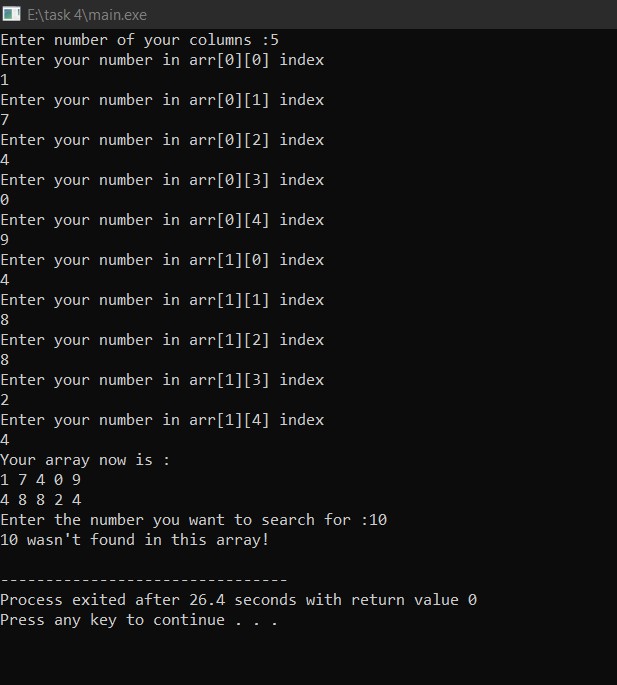 E:\task 4\main.exe
Enter number of your columns :5
Enter your number in arr[0][0] index
1
Enter your number in arr[0][1] index
7
Enter your number in arr[0][2] index
4
Enter your number in arr[0][3] index
0
Enter your number in arr[0][4] index
9
Enter your number in arr[1][0] index
4
Enter your number in arr[1][1] index
8
Enter your number in arr[1][2] index
8
Enter your number in arr[1][3] index
2
Enter your number in arr[1][4] index
4
Your array now is :
1 7 4 0 9
4 8 8 2 4
Enter the number you want to search for :10
10 wasn't found in this array!

--------------------------------
Process exited after 26.4 seconds with return value 0
Press any key to continue . . .